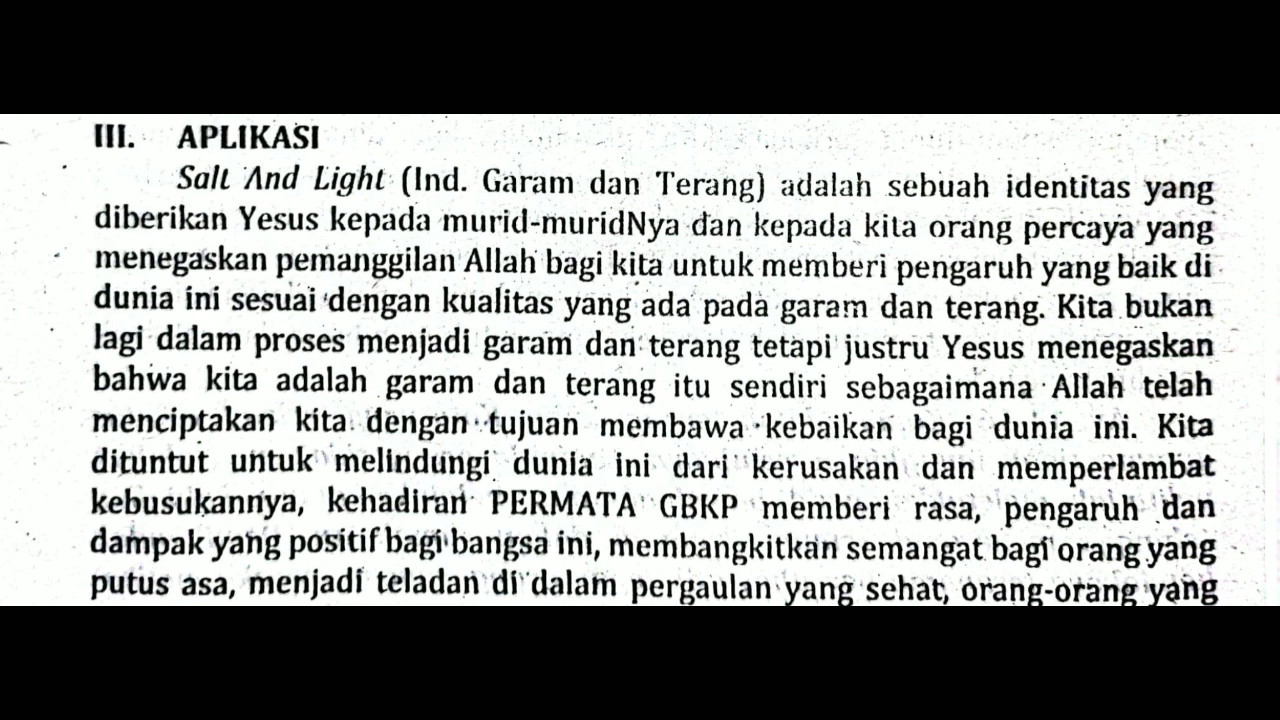 III. APLIKASI
Salt And Light (Ind. Garam dan Terang) adalah sebuah identitas yang
diberikan Yesus kepada murid-muridNya dan kepada kita orang percaya yang
menegaskan pemanggilan Allah bagi kita untuk memberi pengaruh yang baik di
dunia ini sesuai dengan kualitas yang ada pada garam dan terang. Kita bukan
lagi dalam proses menjadi garam dan terang tetapi justru Yesus menegaskan
bahwa kita adalah garam dan terang itu sendiri sebagaimana Allah telah
menciptakan kita dengan tujuan membawa kebaikan bagi dunia ini. Kita
dituntut untuk melindungi dunia ini dari kerusakan dan memperlambat
kebusukannya, kehadiran PERMATA GBKP memberi rasa, pengaruh dan
dampak yang positif bagi bangsa ini, membangkitkan semangat bagi orang yang
putus asa, menjadi teladan di dalam pergaulan yang sehat, orang-orang yang